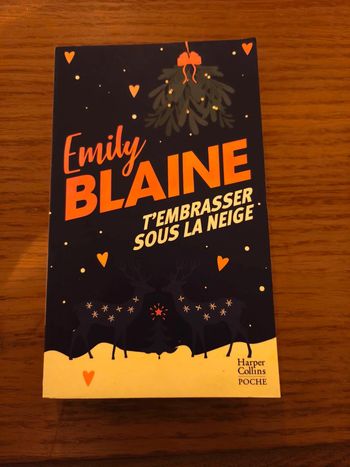 Emily
BLAINE
T'EMBRASSER
SOUS LA NEIGE
Harper
Collins
POCHE